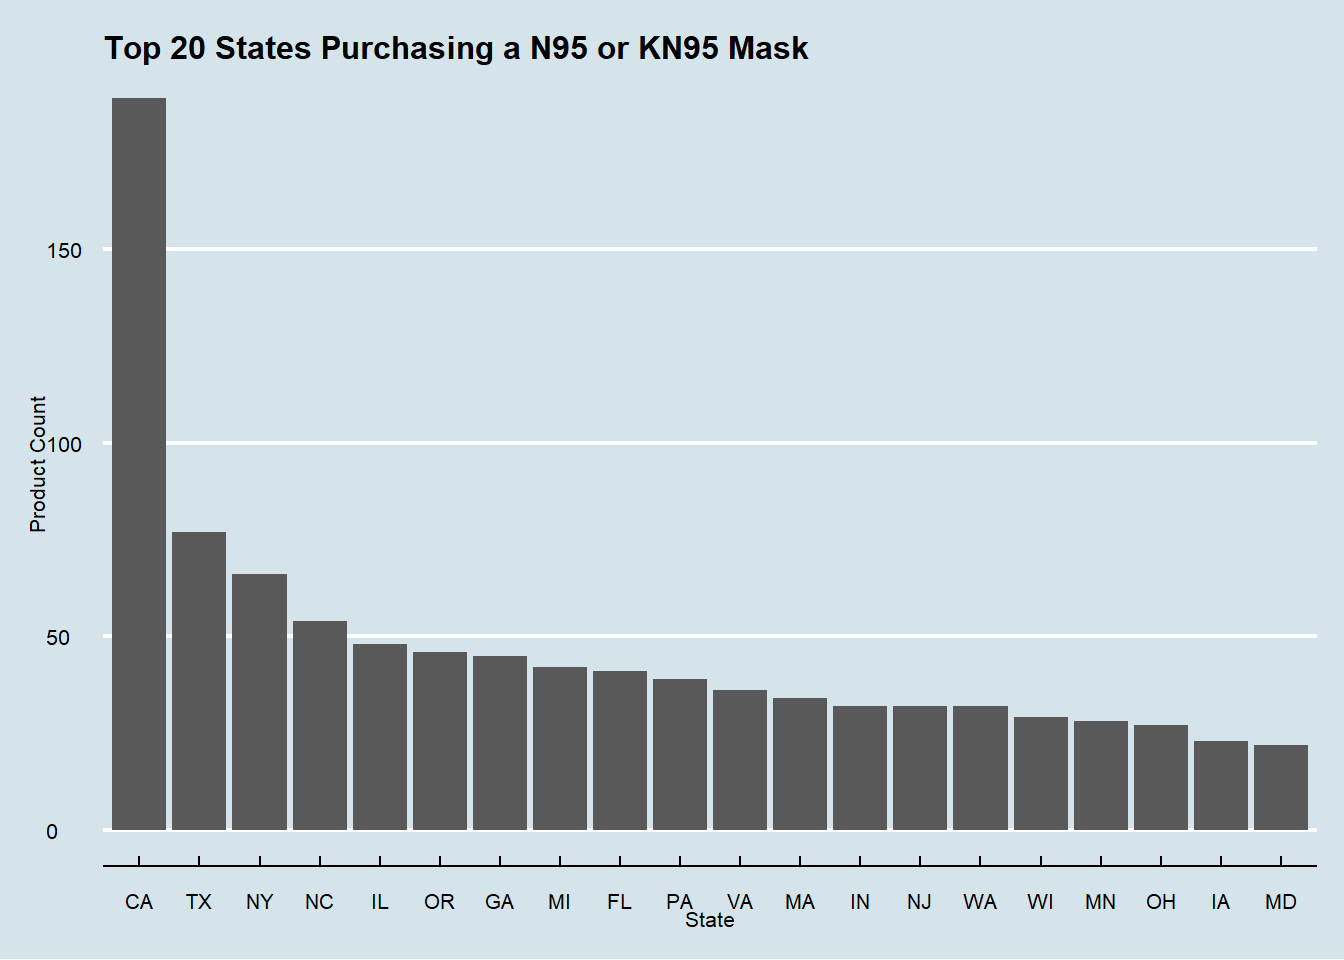 Top 20 States Purchasing a N95 or KN95 Mask
Product Count
150
100
50
0
CA TX NY NC IL OR GA MI FL PA VA MA IN NJ WA WI MN OH IA MD
State